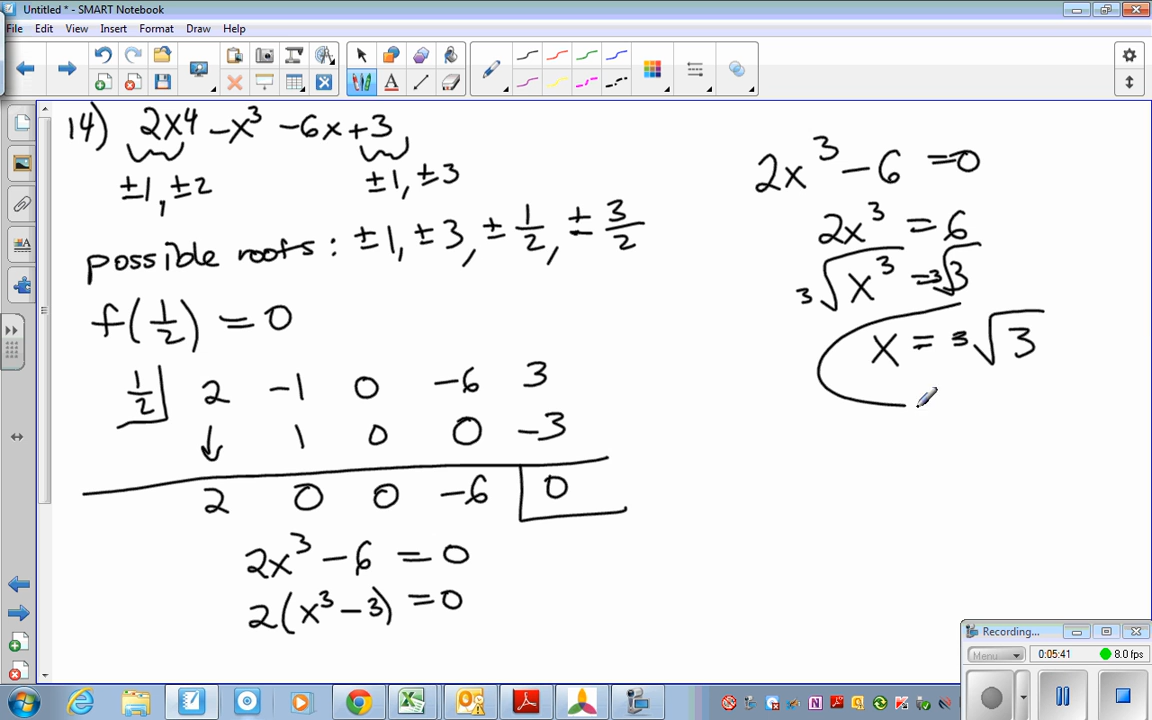 Untitled * - SMART Notebook
File Edit View Insert Format Draw Help
14) 2x4 - x³ - 6x + 3
±1, ±2 ±1, ±3
possible roots: ±1, ±3, ±1/2, ±3/2
f(1/2) = 0
1/2 2 -1 0 -6 3
↓ 1 0 0 -3
2 0 0 -6 0
2x³ - 6 = 0
2(x³ - 3) = 0
2x³ - 6 = 0
2x³ = 6
³√x³ = ³√3
x = ³√3
Recording...
Menu 0:05:41 8.0 fps